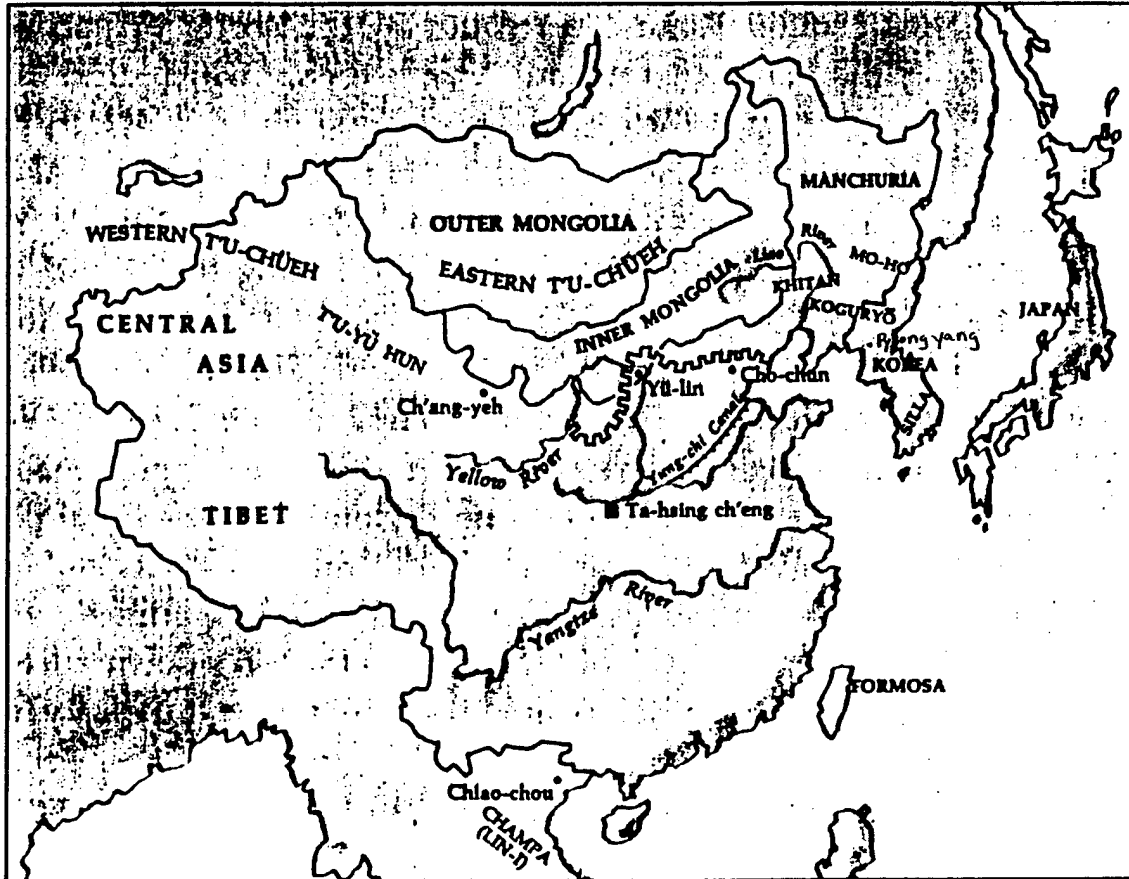 MANCHURIA
OUTER MONGOLIA
WESTERN T'U-CHÜEH
River
MO-HO
EASTERN T'U-CHÜEH
Liao
KHITAN
KOGURYŎ
JAPAN
CENTRAL
ASIA
T'U-YÜ HUN
INNER MONGOLIA
Pyongyang
KOREA
Cho-chun
Yü-lin
Ch'ang-yeh
SILLA
Yung-chi Canal
Yellow River
TIBET
Ta-hsing ch'eng
Yangtze River
FORMOSA
Chiao-chou
CHAMPA
(LIN-I)